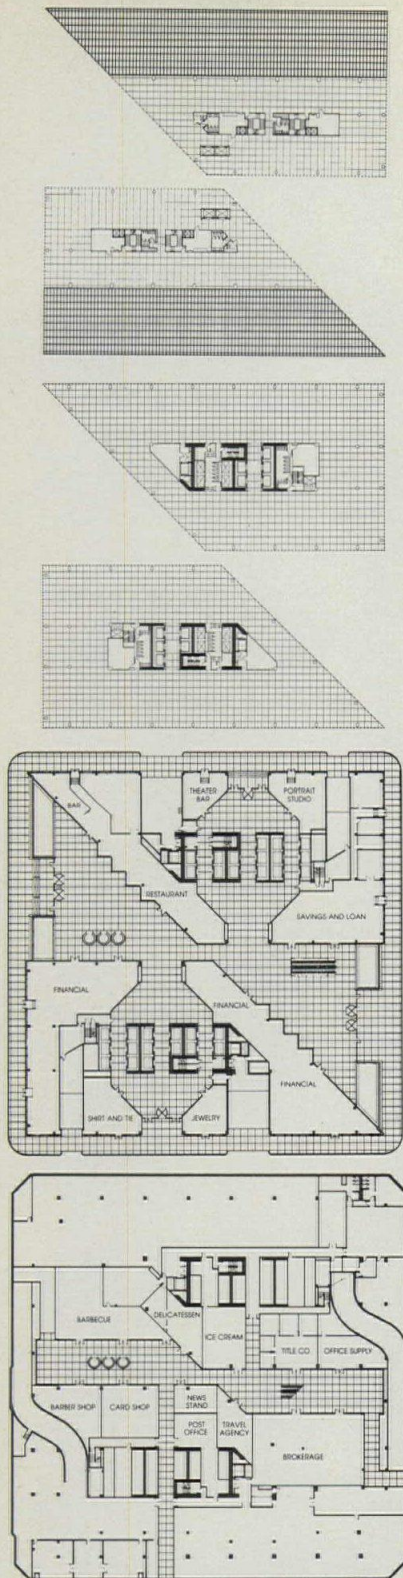 BAR
THEATER
BAR
PORTRAIT
STUDIO
RESTAURANT
SAVINGS AND LOAN
FINANCIAL
FINANCIAL
FINANCIAL
SHIRT AND TIE
JEWELRY
BARBECUE
DELICATESSEN
ICE CREAM
TITLE CO.
OFFICE SUPPLY
BARBER SHOP
CARD SHOP
NEWS
STAND
POST
OFFICE
TRAVEL
AGENCY
BROKERAGE